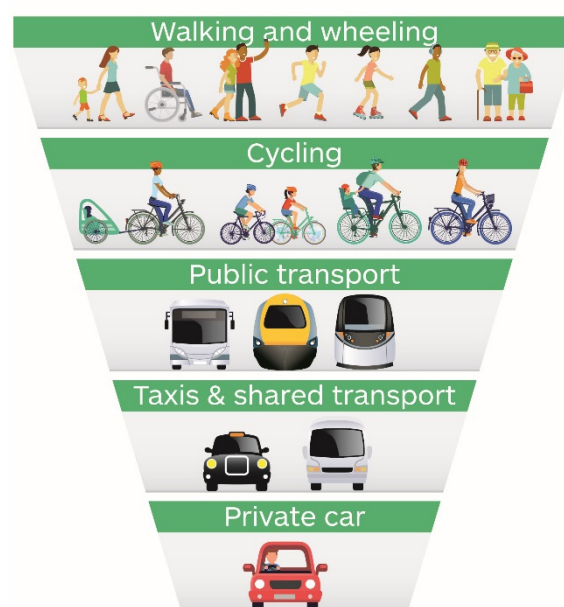 Walking and wheeling
Cycling
Public transport
Taxis & shared transport
Private car